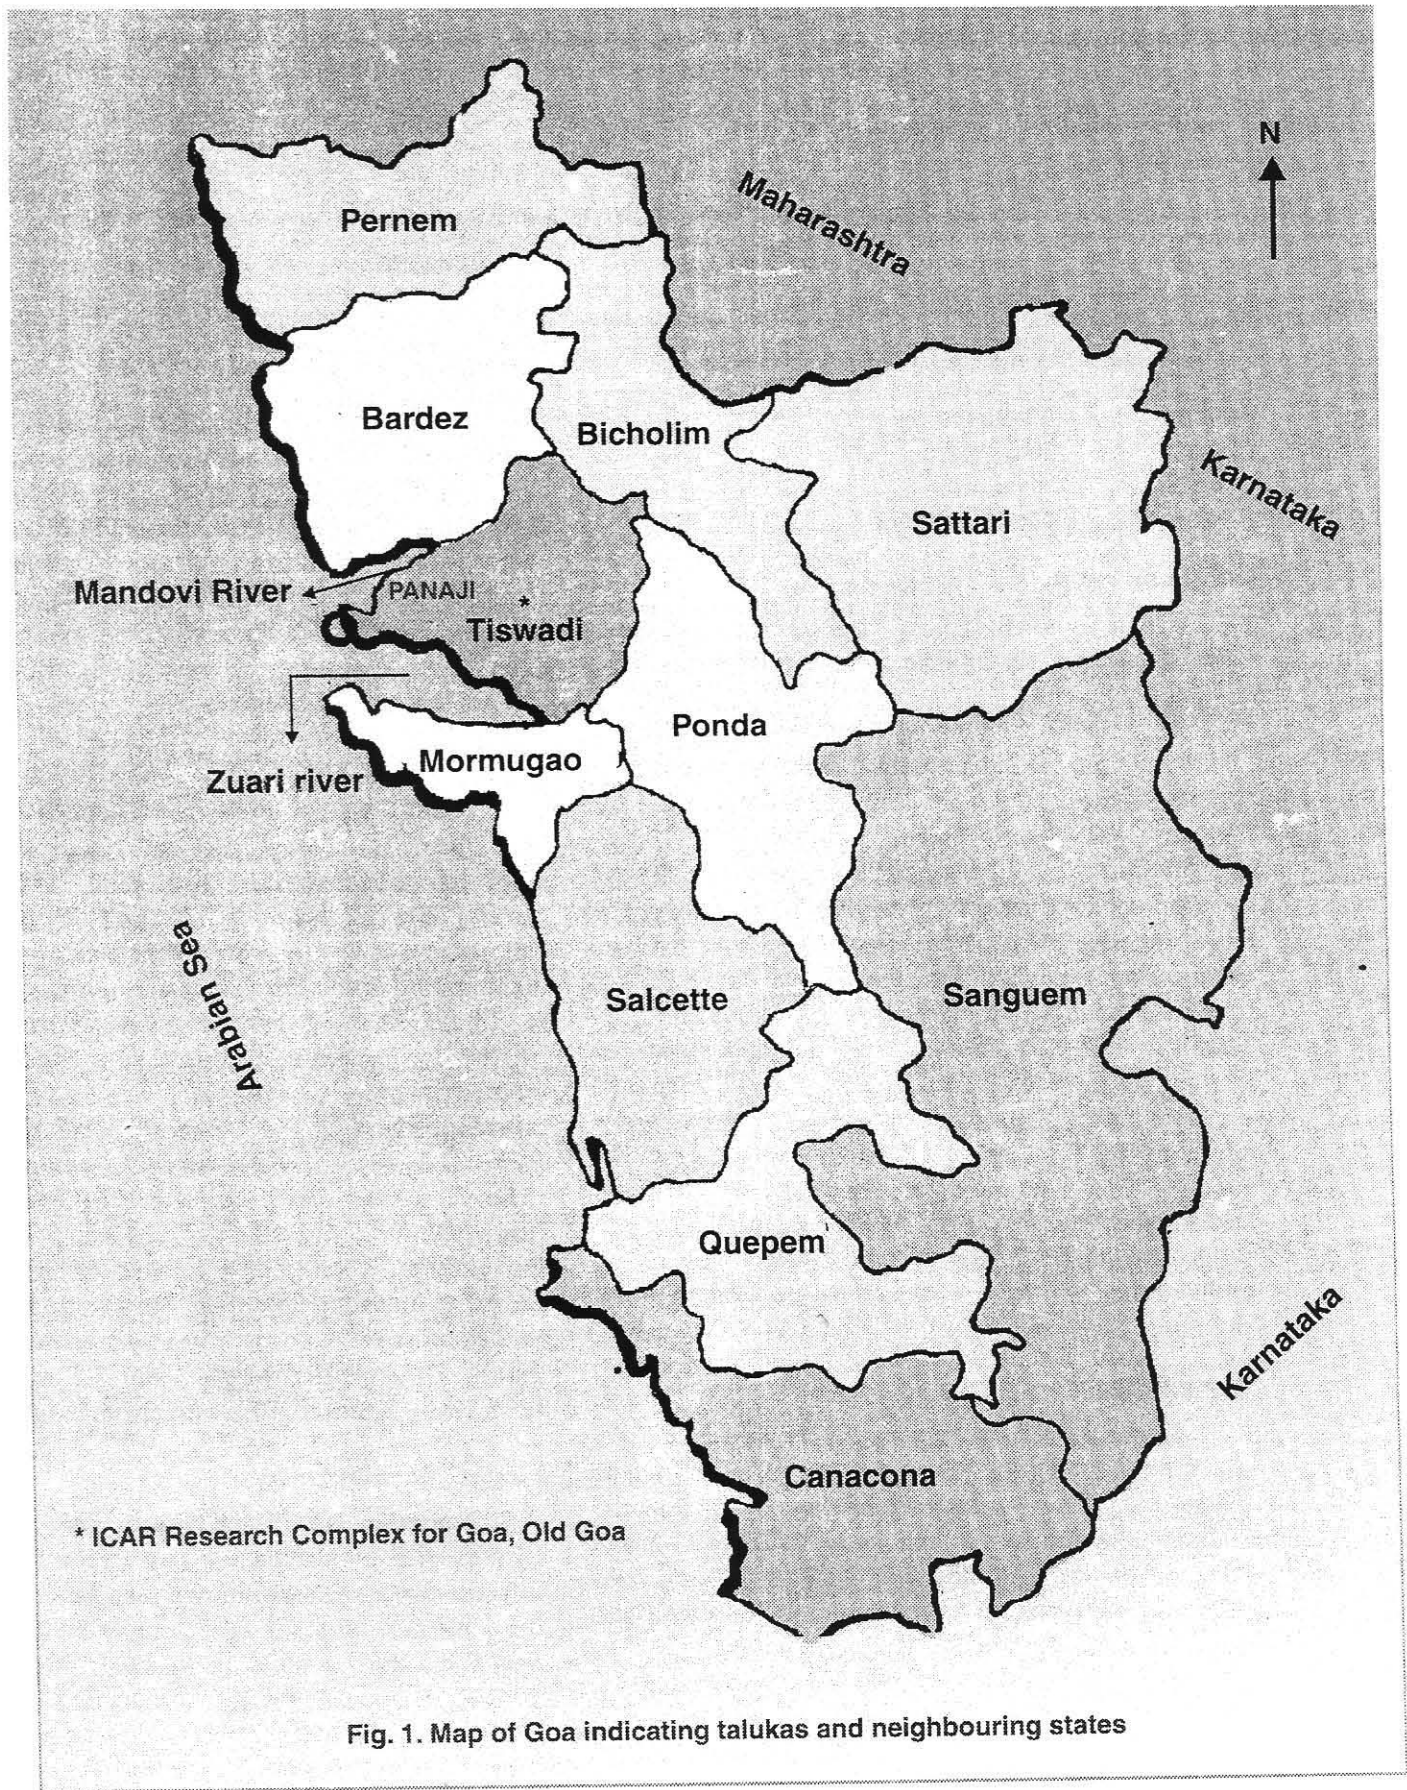 N
Maharashtra
Pernem
Bardez
Bicholim
Karnataka
Sattari
Mandovi River
PANAJI
*
Tiswadi
Ponda
Mormugao
Zuari river
Arabian Sea
Salcette
Sanguem
Quepem
Karnataka
Canacona
* ICAR Research Complex for Goa, Old Goa
Fig. 1. Map of Goa indicating talukas and neighbouring states